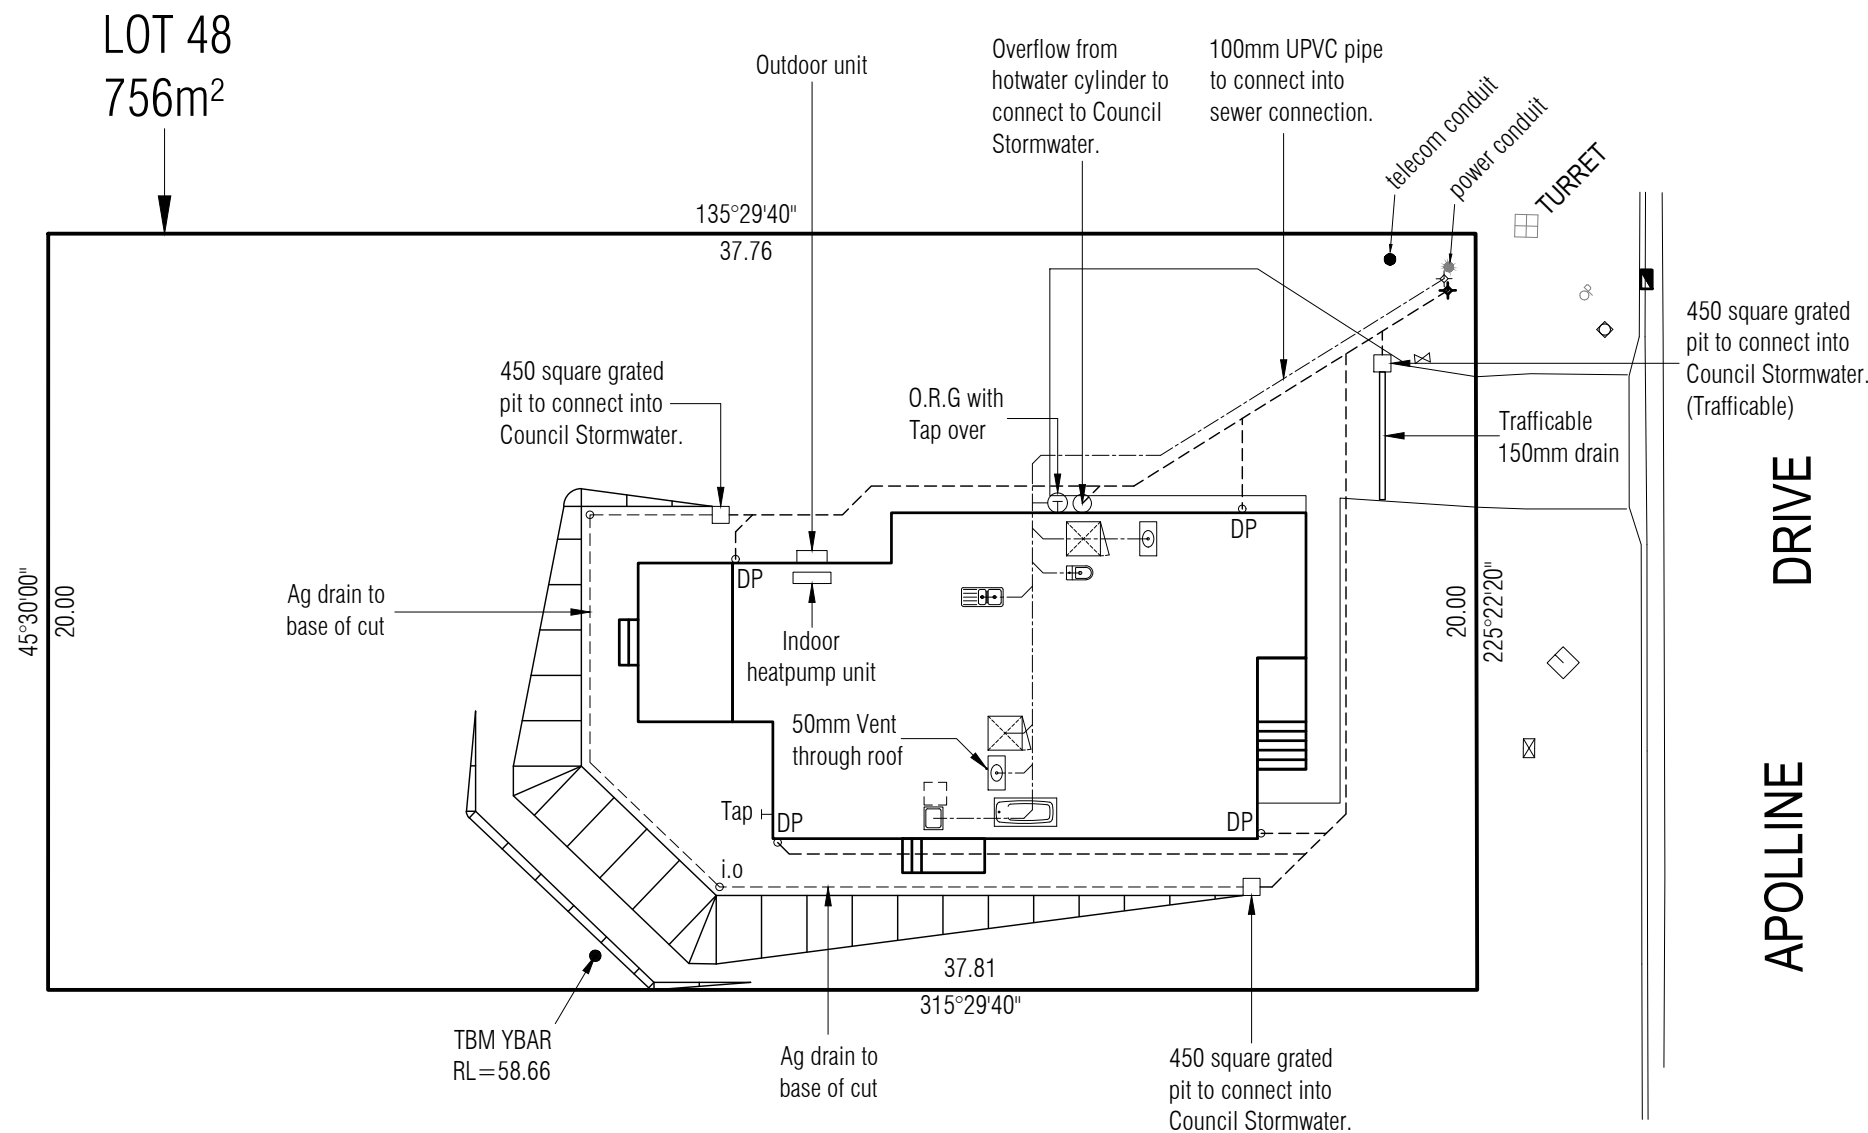 LOT 48
756m²
Outdoor unit
Overflow from
hotwater cylinder to
connect to Council
Stormwater.
100mm UPVC pipe
to connect into
sewer connection.
telecom conduit
power conduit
TURRET
135°29'40"
37.76
450 square grated
pit to connect into
Council Stormwater.
(Trafficable)
450 square grated
pit to connect into
Council Stormwater.
O.R.G with
Tap over
Trafficable
150mm drain
T
DP
DP
Ag drain to
base of cut
45°30'00"
20.00
Indoor
heatpump unit
20.00
225°22'20"
APOLLINE DRIVE
50mm Vent
through roof
Tap
DP
DP
i.o
37.81
315°29'40"
TBM YBAR
RL=58.66
Ag drain to
base of cut
450 square grated
pit to connect into
Council Stormwater.